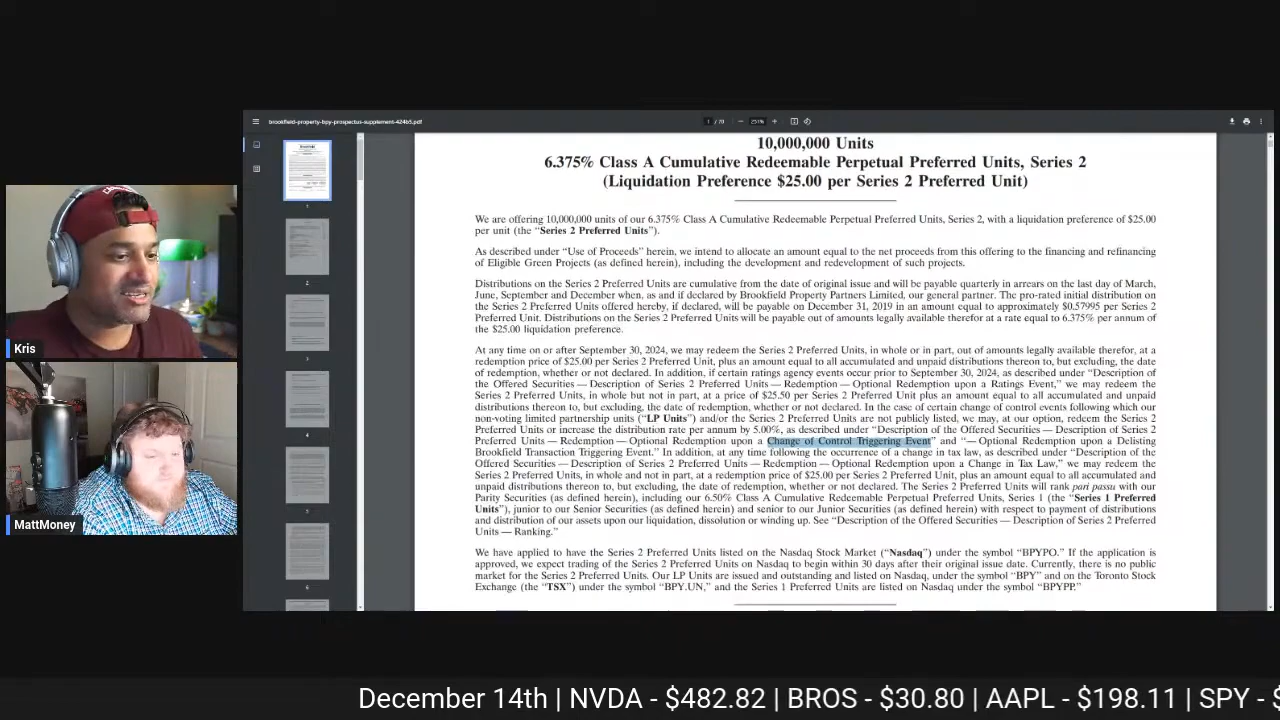 brookfield-property-bpy-prospectus-supplement-424b5.pdf
1 / 70
251%
10,000,000 Units
6.375% Class A Cumulative Redeemable Perpetual Preferred Units, Series 2
(Liquidation Preference $25.00 per Series 2 Preferred Unit)
We are offering 10,000,000 units of our 6.375% Class A Cumulative Redeemable Perpetual Preferred Units, Series 2, with a liquidation preference of $25.00
per unit (the “Series 2 Preferred Units”).
As described under “Use of Proceeds” herein, we intend to allocate an amount equal to the net proceeds from this offering to the financing and refinancing
of Eligible Green Projects (as defined herein), including the development and redevelopment of such projects.
Distributions on the Series 2 Preferred Units are cumulative from the date of original issue and will be payable quarterly in arrears on the last day of March,
June, September and December when, as and if declared by Brookfield Property Partners Limited, our general partner. The pro-rated initial distribution on
the Series 2 Preferred Units offered hereby, if declared, will be payable on December 31, 2019 in an amount equal to approximately $0.57995 per Series 2
Preferred Unit. Distributions on the Series 2 Preferred Units will be payable out of amounts legally available therefor at a rate equal to 6.375% per annum of
the $25.00 liquidation preference.
At any time on or after September 30, 2024, we may redeem the Series 2 Preferred Units, in whole or in part, out of amounts legally available therefor, at a
redemption price of $25.00 per Series 2 Preferred Unit, plus an amount equal to all accumulated and unpaid distributions thereon to, but excluding, the date
of redemption, whether or not declared. In addition, if certain ratings agency events occur prior to September 30, 2024, as described under “Description of
the Offered Securities — Description of Series 2 Preferred Units — Redemption — Optional Redemption upon a Ratings Event,” we may redeem the
Series 2 Preferred Units, in whole but not in part, at a price of $25.50 per Series 2 Preferred Unit plus an amount equal to all accumulated and unpaid
distributions thereon to, but excluding, the date of redemption, whether or not declared. In the case of certain change of control events following which our
non-voting limited partnership units (“LP Units”) and/or the Series 2 Preferred Units are not publicly listed, we may, at our option, redeem the Series 2
Preferred Units or increase the distribution rate per annum by 5.00%, as described under “Description of the Offered Securities — Description of Series 2
Preferred Units — Redemption — Optional Redemption upon a Change of Control Triggering Event” and “— Optional Redemption upon a Delisting
Brookfield Transaction Triggering Event.” In addition, at any time following the occurrence of a change in tax law, as described under “Description of the
Offered Securities — Description of Series 2 Preferred Units — Redemption — Optional Redemption upon a Change in Tax Law,” we may redeem the
Series 2 Preferred Units, in whole and not in part, at a redemption price of $25.00 per Series 2 Preferred Unit, plus an amount equal to all accumulated and
unpaid distributions thereon to, but excluding, the date of redemption, whether or not declared. The Series 2 Preferred Units will rank pari passu with our
Parity Securities (as defined herein), including our 6.50% Class A Cumulative Redeemable Perpetual Preferred Units, Series 1 (the “Series 1 Preferred
Units”), junior to our Senior Securities (as defined herein) and senior to our Junior Securities (as defined herein) with respect to payment of distributions
and distribution of our assets upon our liquidation, dissolution or winding up. See “Description of the Offered Securities — Description of Series 2 Preferred
Units — Ranking.”
We have applied to have the Series 2 Preferred Units listed on the Nasdaq Stock Market (“Nasdaq”) under the symbol “BPYPO.” If the application is
approved, we expect trading of the Series 2 Preferred Units on Nasdaq to begin within 30 days after their original issue date. Currently, there is no public
market for the Series 2 Preferred Units. Our LP Units are issued and outstanding and listed on Nasdaq, under the symbol “BPY” and on the Toronto Stock
Exchange (the “TSX”) under the symbol “BPY.UN,” and the Series 1 Preferred Units are listed on Nasdaq under the symbol “BPYPP.”
1
2
3
4
5
6
Kris
MattMoney
December 14th | NVDA - $482.82 | BROS - $30.80 | AAPL - $198.11 | SPY - $